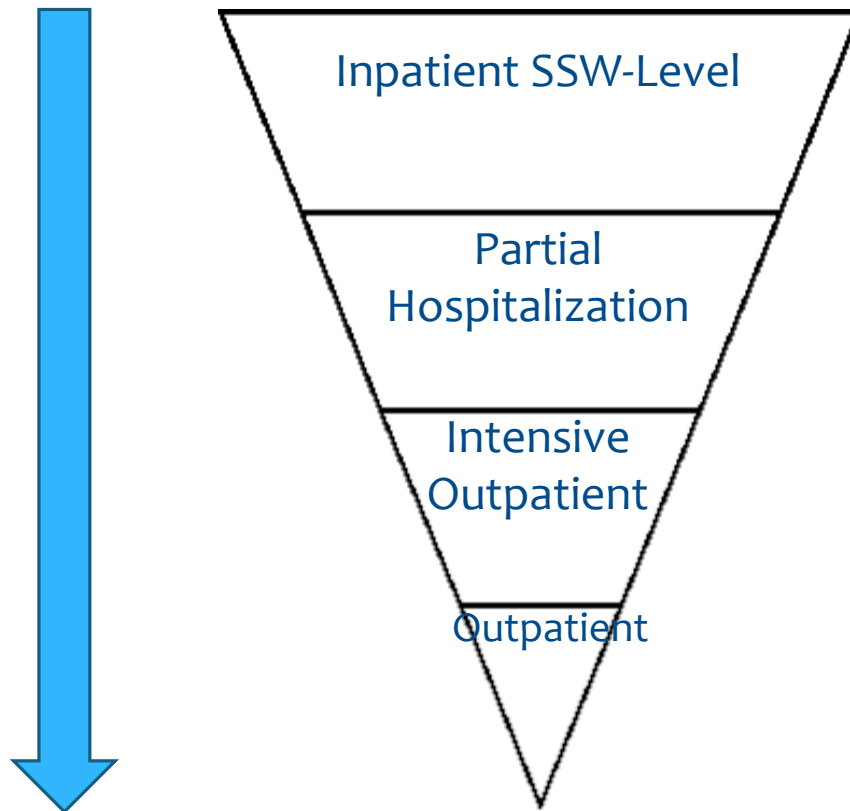 Inpatient SSW-Level
Partial
Hospitalization
Intensive
Outpatient
Outpatient